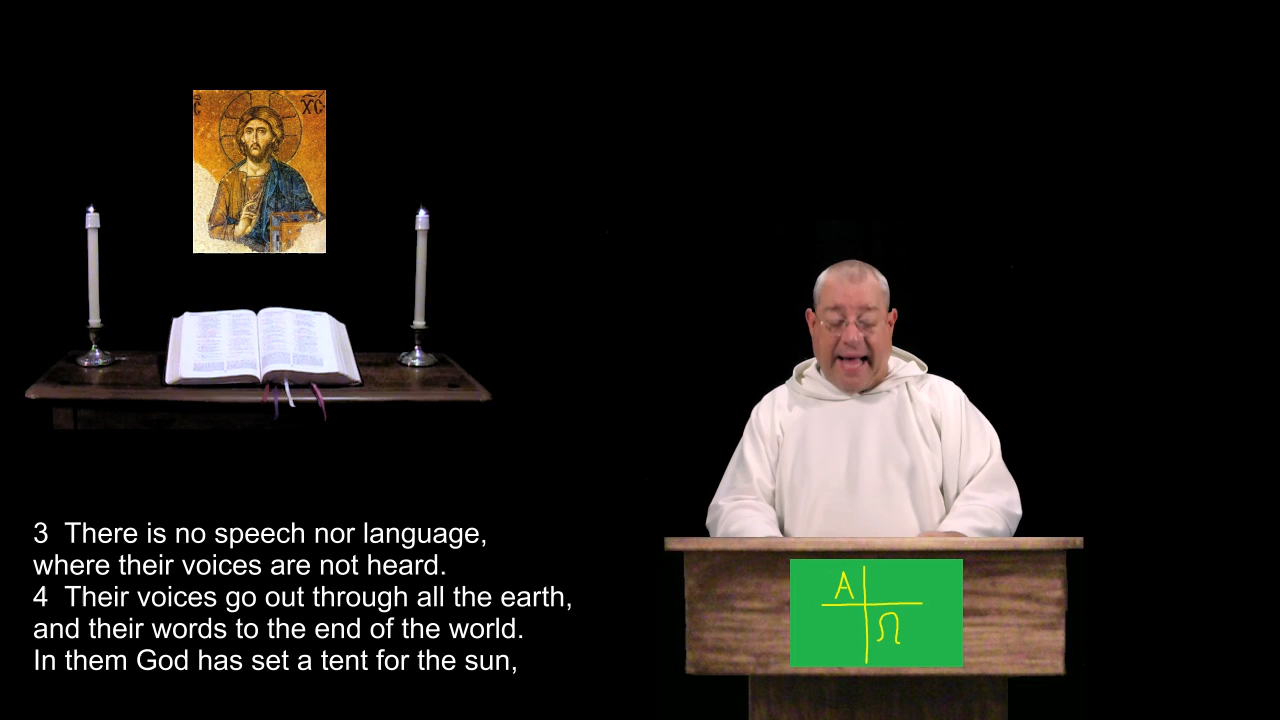 C XC
3 There is no speech nor language,
where their voices are not heard.
4 Their voices go out through all the earth,
and their words to the end of the world.
In them God has set a tent for the sun,
A
Ω